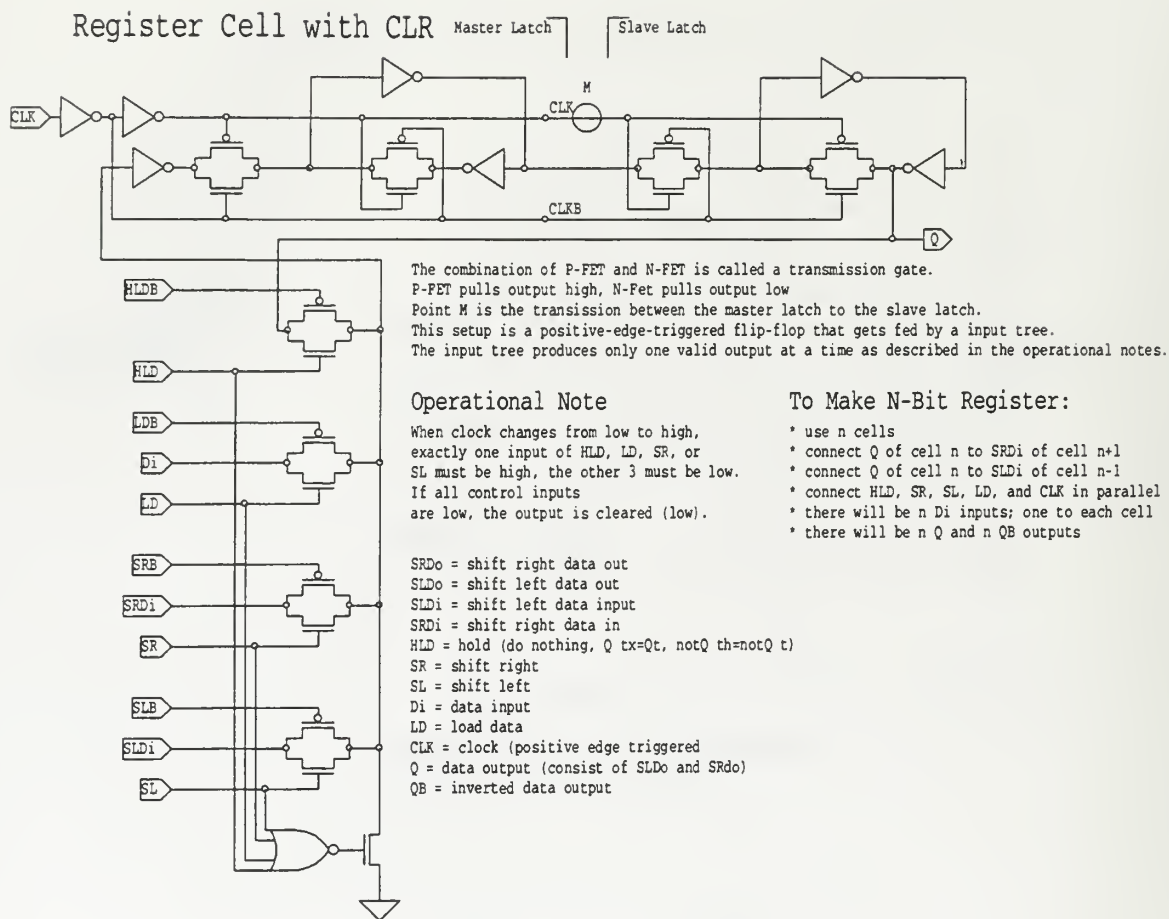 Register Cell with CLR
Master Latch
Slave Latch
M
CLK
CLK
CLKB
Q
HLDB
HLD
LDB
Di
LD
SRB
SRDi
SR
SLB
SLDi
SL
The combination of P-FET and N-FET is called a transmission gate.
P-FET pulls output high, N-Fet pulls output low
Point M is the transission between the master latch to the slave latch.
This setup is a positive-edge-triggered flip-flop that gets fed by a input tree.
The input tree produces only one valid output at a time as described in the operational notes.
Operational Note
When clock changes from low to high,
exactly one input of HLD, LD, SR, or
SL must be high, the other 3 must be low.
If all control inputs
are low, the output is cleared (low).
To Make N-Bit Register:
* use n cells
* connect Q of cell n to SRDi of cell n+1
* connect Q of cell n to SLDi of cell n-1
* connect HLD, SR, SL, LD, and CLK in parallel
* there will be n Di inputs; one to each cell
* there will be n Q and n QB outputs
SRDo = shift right data out
SLDo = shift left data out
SLDi = shift left data input
SRDi = shift right data in
HLD = hold (do nothing, Q tx=Qt, notQ th=notQ t)
SR = shift right
SL = shift left
Di = data input
LD = load data
CLK = clock (positive edge triggered
Q = data output (consist of SLDo and SRdo)
QB = inverted data output